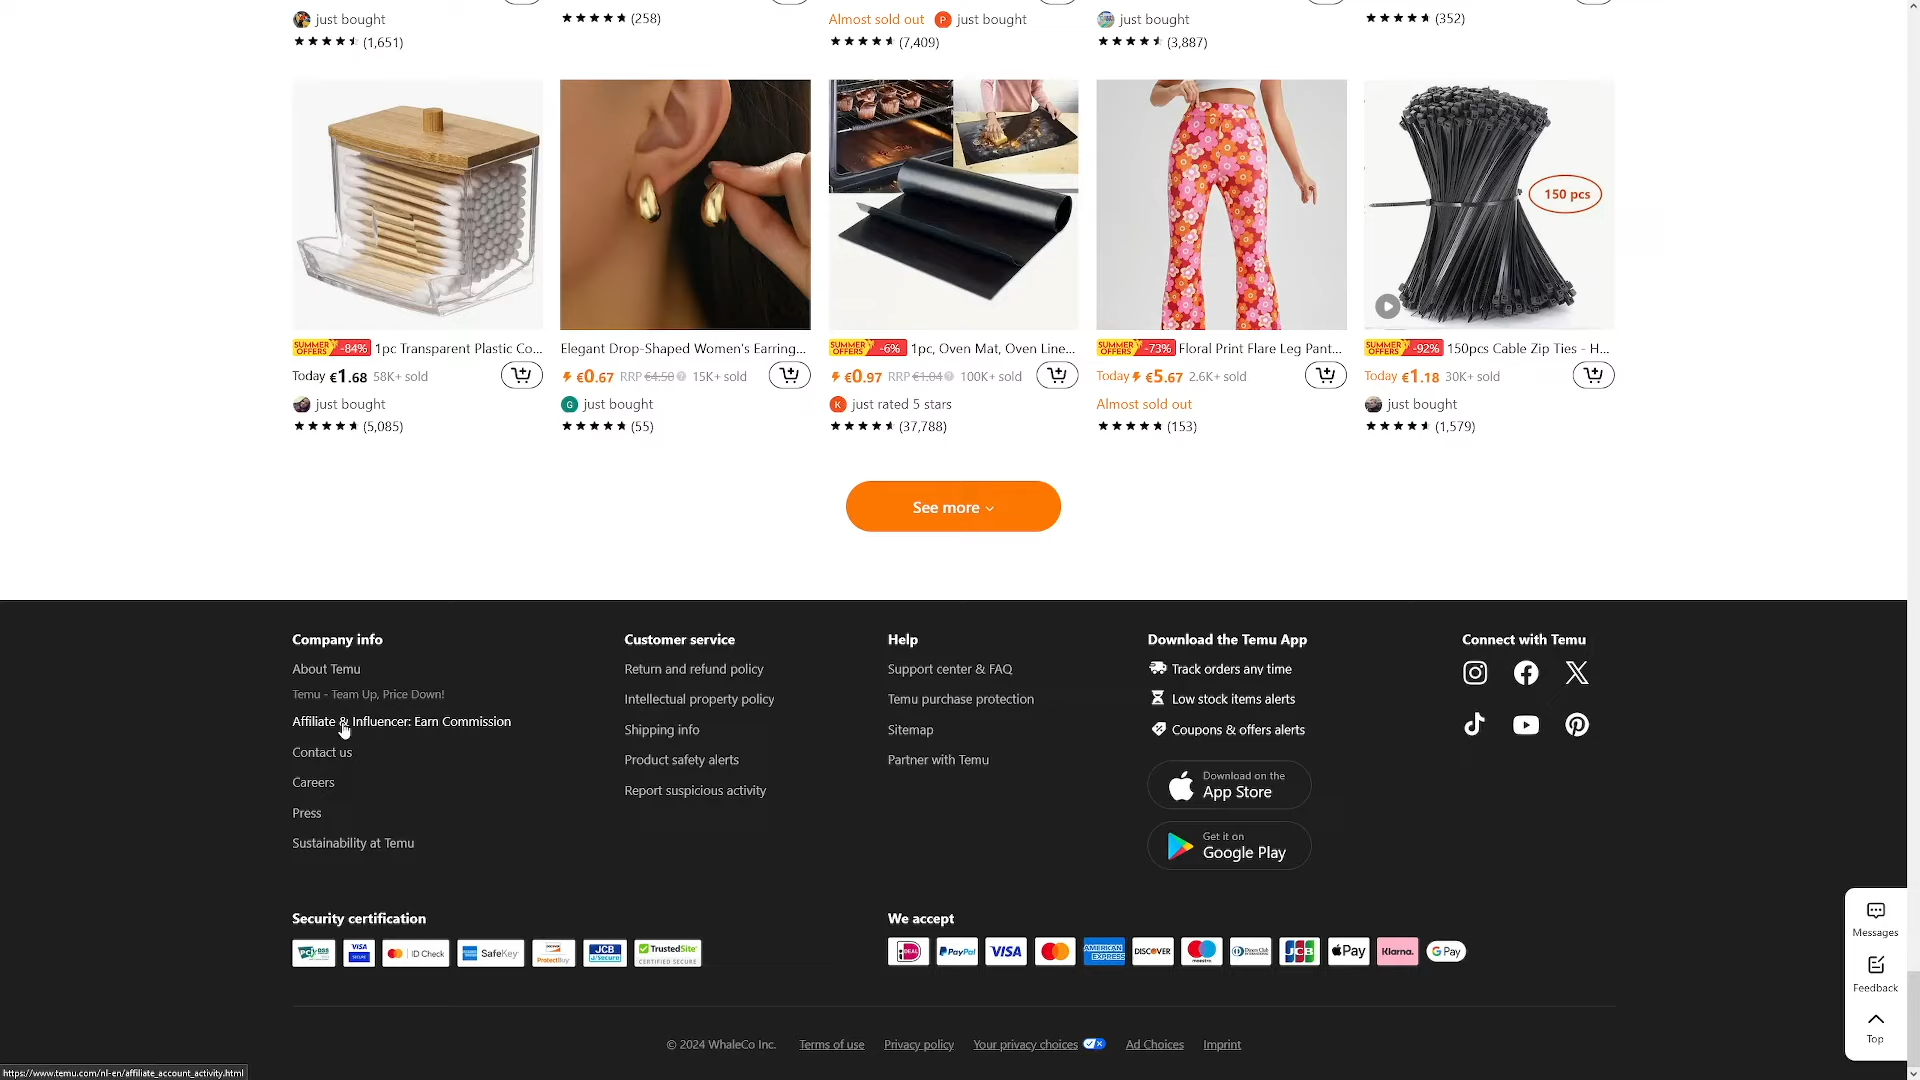 just bought
(1,651)
(258)
Almost sold out P just bought
(7,409)
just bought
(3,887)
(352)
SUMMER OFFERS -84% 1pc Transparent Plastic Co...
Today €1.68 58K+ sold
just bought
(5,085)
Elegant Drop-Shaped Women's Earring...
€0.67 RRP €4.50 15K+ sold
G just bought
(55)
SUMMER OFFERS -6% 1pc, Oven Mat, Oven Line...
€0.97 RRP €1.04 100K+ sold
K just rated 5 stars
(37,788)
SUMMER OFFERS -73% Floral Print Flare Leg Pant...
Today €5.67 2.6K+ sold
Almost sold out
(153)
150 pcs
SUMMER OFFERS -92% 150pcs Cable Zip Ties - H...
Today €1.18 30K+ sold
just bought
(1,579)
See more
Company info
About Temu
Temu - Team Up, Price Down!
Affiliate & Influencer: Earn Commission
Contact us
Careers
Press
Sustainability at Temu
Customer service
Return and refund policy
Intellectual property policy
Shipping info
Product safety alerts
Report suspicious activity
Help
Support center & FAQ
Temu purchase protection
Sitemap
Partner with Temu
Download the Temu App
Track orders any time
Low stock items alerts
Coupons & offers alerts
Download on the
App Store
Get it on
Google Play
Connect with Temu
Security certification
PCI DSS
VISA SECURE
ID Check
SafeKey
ProtectBuy
JCB J/Secure
TrustedSite
CERTIFIED SECURE
We accept
iDEAL
PayPal
VISA
AMERICAN EXPRESS
DISCOVER
maestro
Diners Club
JCB
Pay
Klarna.
G Pay
Messages
Feedback
Top
© 2024 WhaleCo Inc. Terms of use Privacy policy Your privacy choices Ad Choices Imprint
https://www.temu.com/nl-en/affiliate_account_activity.html